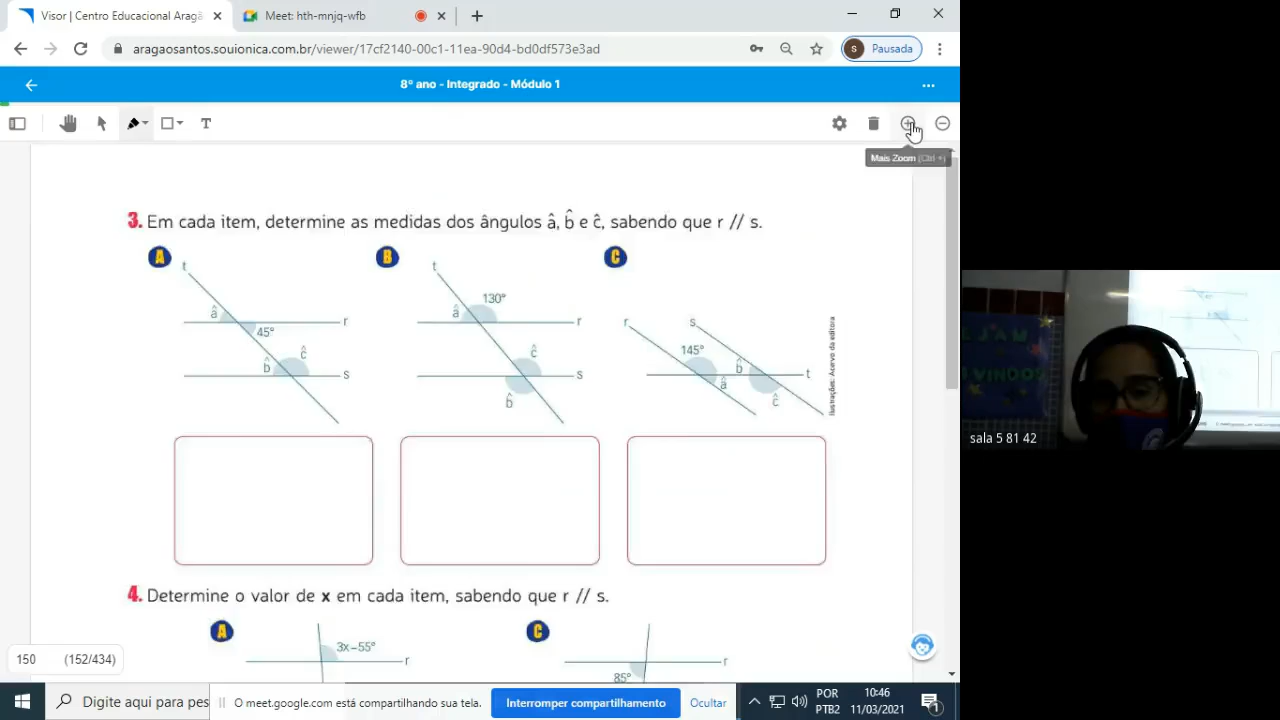 Visor | Centro Educacional Aragã
Meet: hth-mnjq-wfb
aragaosantos.souionica.com.br/viewer/17cf2140-00c1-11ea-90d4-bd0df573e3ad
S Pausada
8º ano - Integrado - Módulo 1
T
Mais Zoom (Ctrl +)
3. Em cada item, determine as medidas dos ângulos â, b̂ e ĉ, sabendo que r // s.
A B C
t â 45° r b̂ ĉ s
t 130° â r ĉ s b̂
r s 145° b̂ t â ĉ
Ilustrações: Acervo da editora
4. Determine o valor de x em cada item, sabendo que r // s.
A C
3x–55° r
r 85°
150 (152/434)
sala 5 81 42
Digite aqui para pes
O meet.google.com está compartilhando sua tela.
Interromper compartilhamento
Ocultar
POR
PTB2
10:46
11/03/2021
1